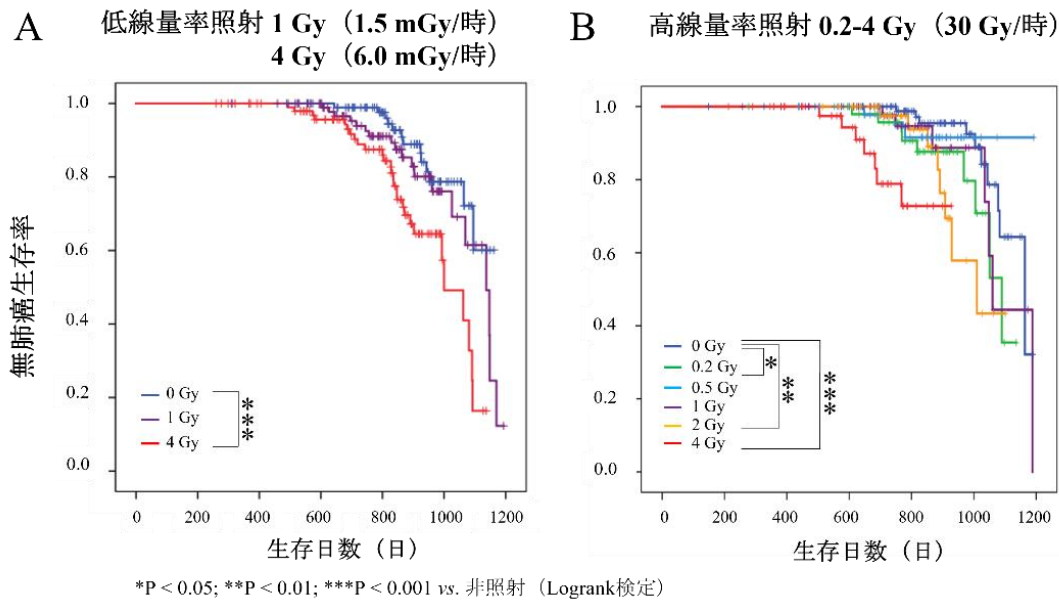 A
低線量率照射 1 Gy（1.5 mGy/時）
4 Gy（6.0 mGy/時）
無肺癌生存率
1.0
0.8
0.6
0.4
0.2
0.0
0 Gy
1 Gy
4 Gy
***
0 200 400 600 800 1000 1200
生存日数（日）
B
高線量率照射 0.2-4 Gy（30 Gy/時）
1.0
0.8
0.6
0.4
0.2
0.0
0 Gy
0.2 Gy
0.5 Gy
1 Gy
2 Gy
4 Gy
*
**
***
0 200 400 600 800 1000 1200
生存日数（日）
*P < 0.05; **P < 0.01; ***P < 0.001 vs. 非照射（Logrank検定）